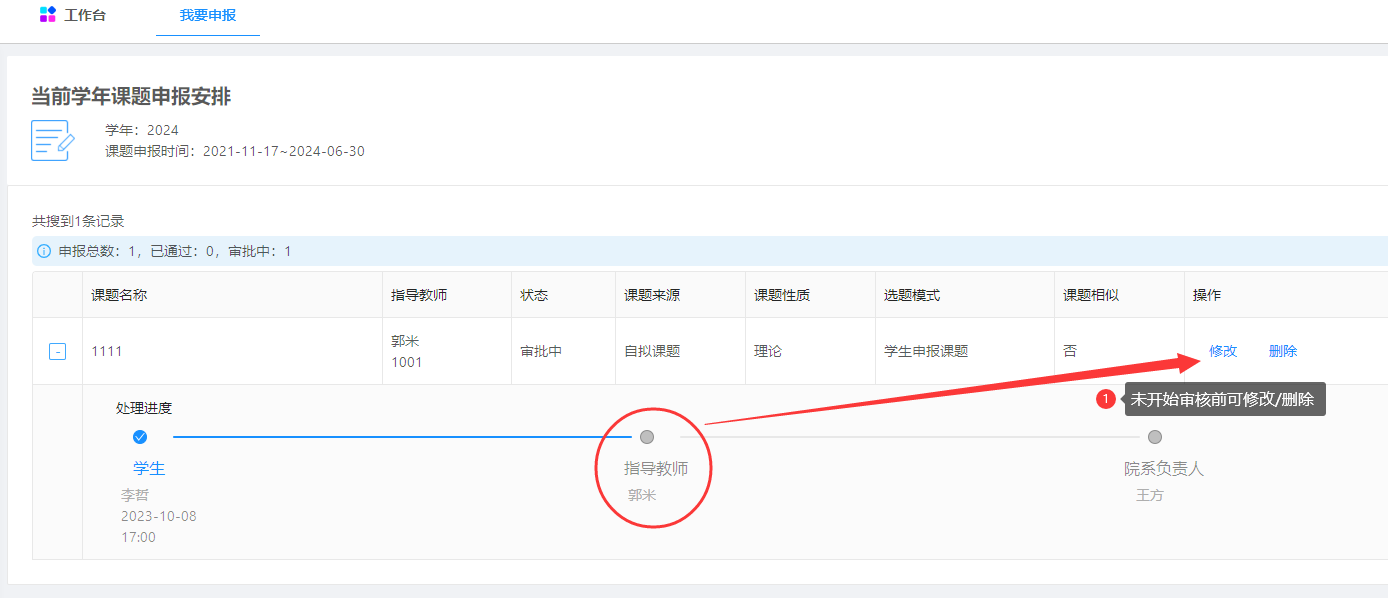 工作台 我要申报
当前学年课题申报安排
学年：2024
课题申报时间：2021-11-17~2024-06-30
共搜到1条记录
申报总数：1，已通过：0，审批中：1
课题名称 指导教师 状态 课题来源 课题性质 选题模式 课题相似 操作
- 1111 郭米 审批中 自拟课题 理论 学生申报课题 否 修改 删除
1001
1 未开始审核前可修改/删除
处理进度
学生 指导教师 院系负责人
李哲 郭米 王方
2023-10-08
17:00